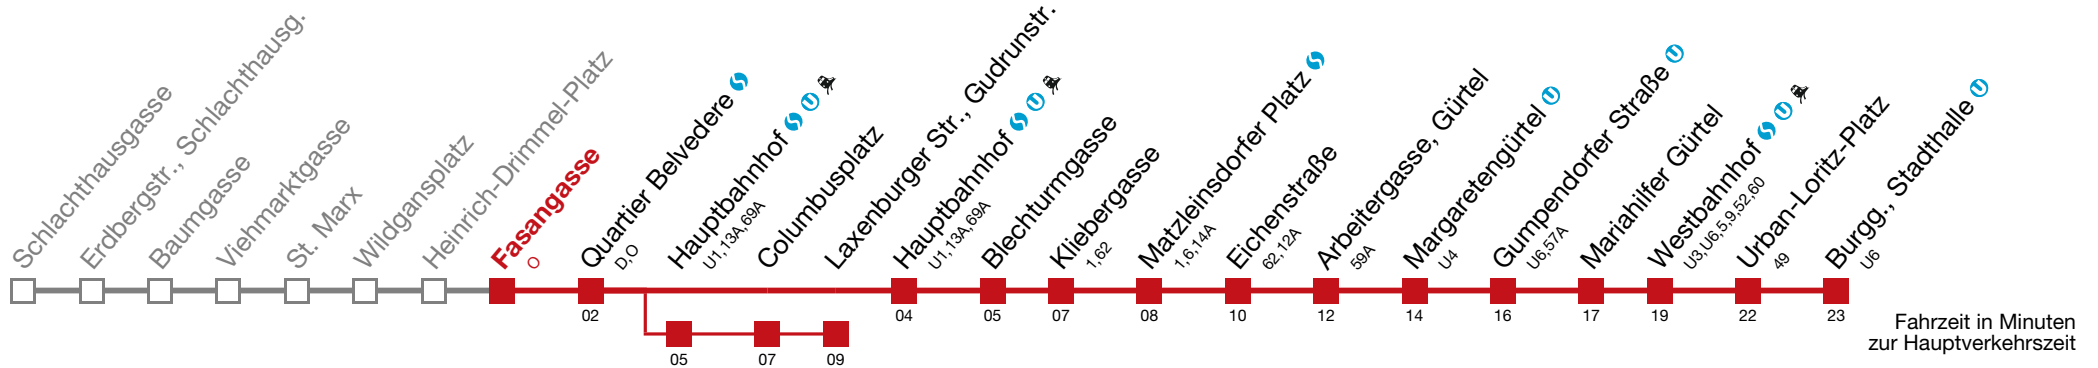 Schlachthausgasse
Erdbergstr., Schlachthausg.
Baumgasse
Viehmarktgasse
St. Marx
Wildgansplatz
Heinrich-Drimmel-Platz
Fasangasse
O
Quartier Belvedere
D,O
Hauptbahnhof
U1,13A,69A
Columbusplatz
Laxenburger Str., Gudrunstr.
Hauptbahnhof
U1,13A,69A
Blechturmgasse
Kliebergasse
1,62
Matzleinsdorfer Platz
1,6,14A
Eichenstraße
62,12A
Arbeitergasse, Gürtel
59A
Margaretengürtel
U4
Gumpendorfer Straße
U6,57A
Mariahilfer Gürtel
Westbahnhof
U3,U6,5,9,52,60
Urban-Loritz-Platz
49
Burgg., Stadthalle
U6
02 04 05 07 08 10 12 14 16 17 19 22 23
05 07 09
Fahrzeit in Minuten
zur Hauptverkehrszeit